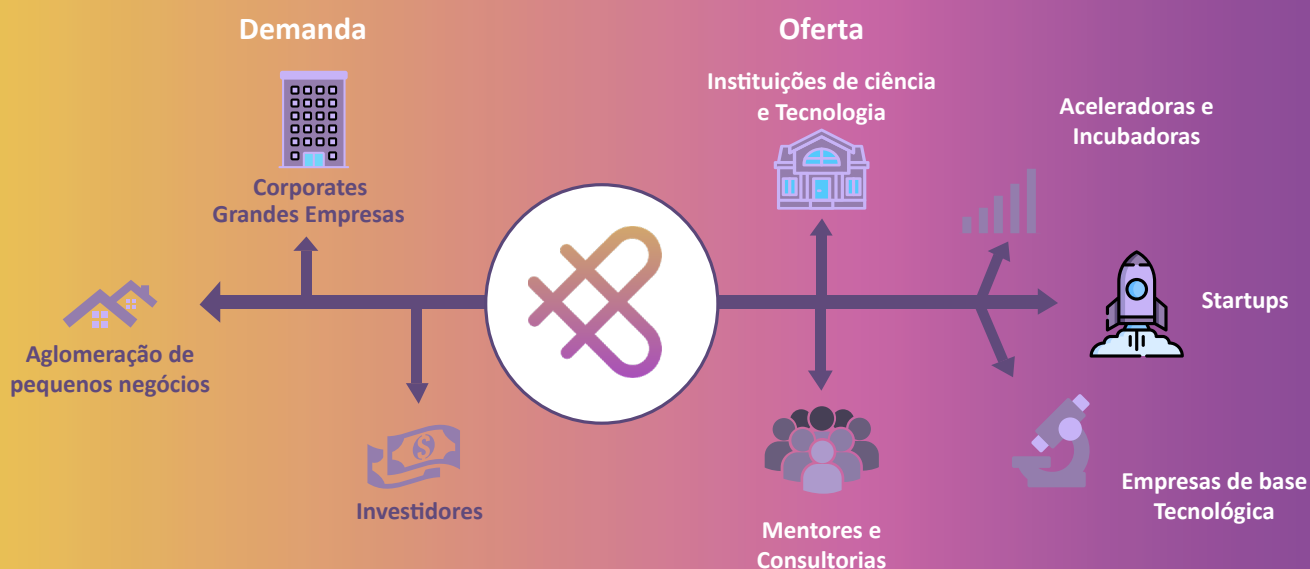 Demanda
Corporates
Grandes Empresas
Aglomeração de
pequenos negócios
Investidores
Oferta
Instituições de ciência
e Tecnologia
Aceleradoras e
Incubadoras
Startups
Empresas de base
Tecnológica
Mentores e
Consultorias